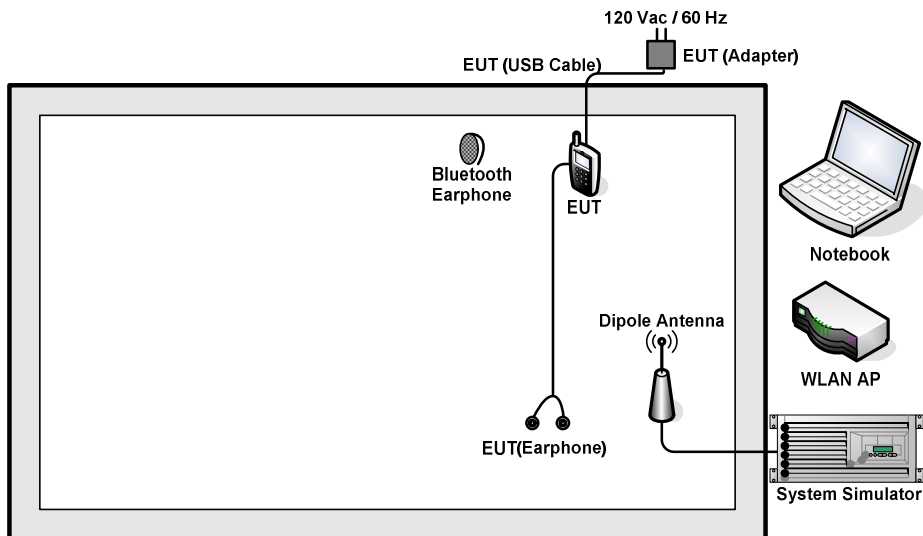 120 Vac / 60 Hz
EUT (USB Cable)
EUT (Adapter)
Bluetooth
Earphone
EUT
Notebook
Dipole Antenna
WLAN AP
EUT(Earphone)
System Simulator